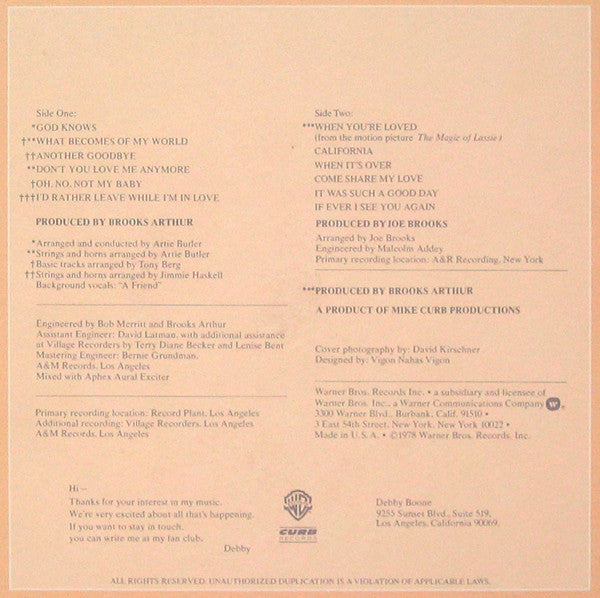 Side One:
*GOD KNOWS
†**WHAT BECOMES OF MY WORLD
††ANOTHER GOODBYE
**DON'T YOU LOVE ME ANYMORE
†OH, NO, NOT MY BABY
†††I'D RATHER LEAVE WHILE I'M IN LOVE
PRODUCED BY BROOKS ARTHUR
*Arranged and conducted by Artie Butler
**Strings and horns arranged by Artie Butler
†Basic tracks arranged by Tony Berg
††Strings and horns arranged by Jimmie Haskell
Background vocals: "A Friend"
Engineered by Bob Merritt and Brooks Arthur
Assistant Engineer: David Latman, with additional assistance
at Village Recorders by Terry Diane Becker and Lenise Bent
Mastering Engineer: Bernie Grundman,
A&M Records, Los Angeles
Mixed with Aphex Aural Exciter
Primary recording location: Record Plant, Los Angeles
Additional recording: Village Recorders, Los Angeles
A&M Records, Los Angeles
Side Two:
***WHEN YOU'RE LOVED
(from the motion picture The Magic of Lassie)
CALIFORNIA
WHEN IT'S OVER
COME SHARE MY LOVE
IT WAS SUCH A GOOD DAY
IF EVER I SEE YOU AGAIN
PRODUCED BY JOE BROOKS
Arranged by Joe Brooks
Engineered by Malcolm Addey
Primary recording location: A&R Recording, New York
***PRODUCED BY BROOKS ARTHUR
A PRODUCT OF MIKE CURB PRODUCTIONS
Cover photography by: David Kirschner
Designed by: Vigon Nahas Vigon
Warner Bros. Records Inc. • a subsidiary and licensee of
Warner Bros. Inc., a Warner Communications Company W.
3300 Warner Blvd., Burbank, Calif. 91510 •
3 East 54th Street, New York, New York 10022 •
Made in U.S.A. • ©1978 Warner Bros. Records, Inc.
Hi –
Thanks for your interest in my music.
We're very excited about all that's happening.
If you want to stay in touch,
you can write me at my fan club.
Debby
WB
CURB
RECORDS
Debby Boone
9255 Sunset Blvd., Suite 519,
Los Angeles, California 90069.
ALL RIGHTS RESERVED. UNAUTHORIZED DUPLICATION IS A VIOLATION OF APPLICABLE LAWS.